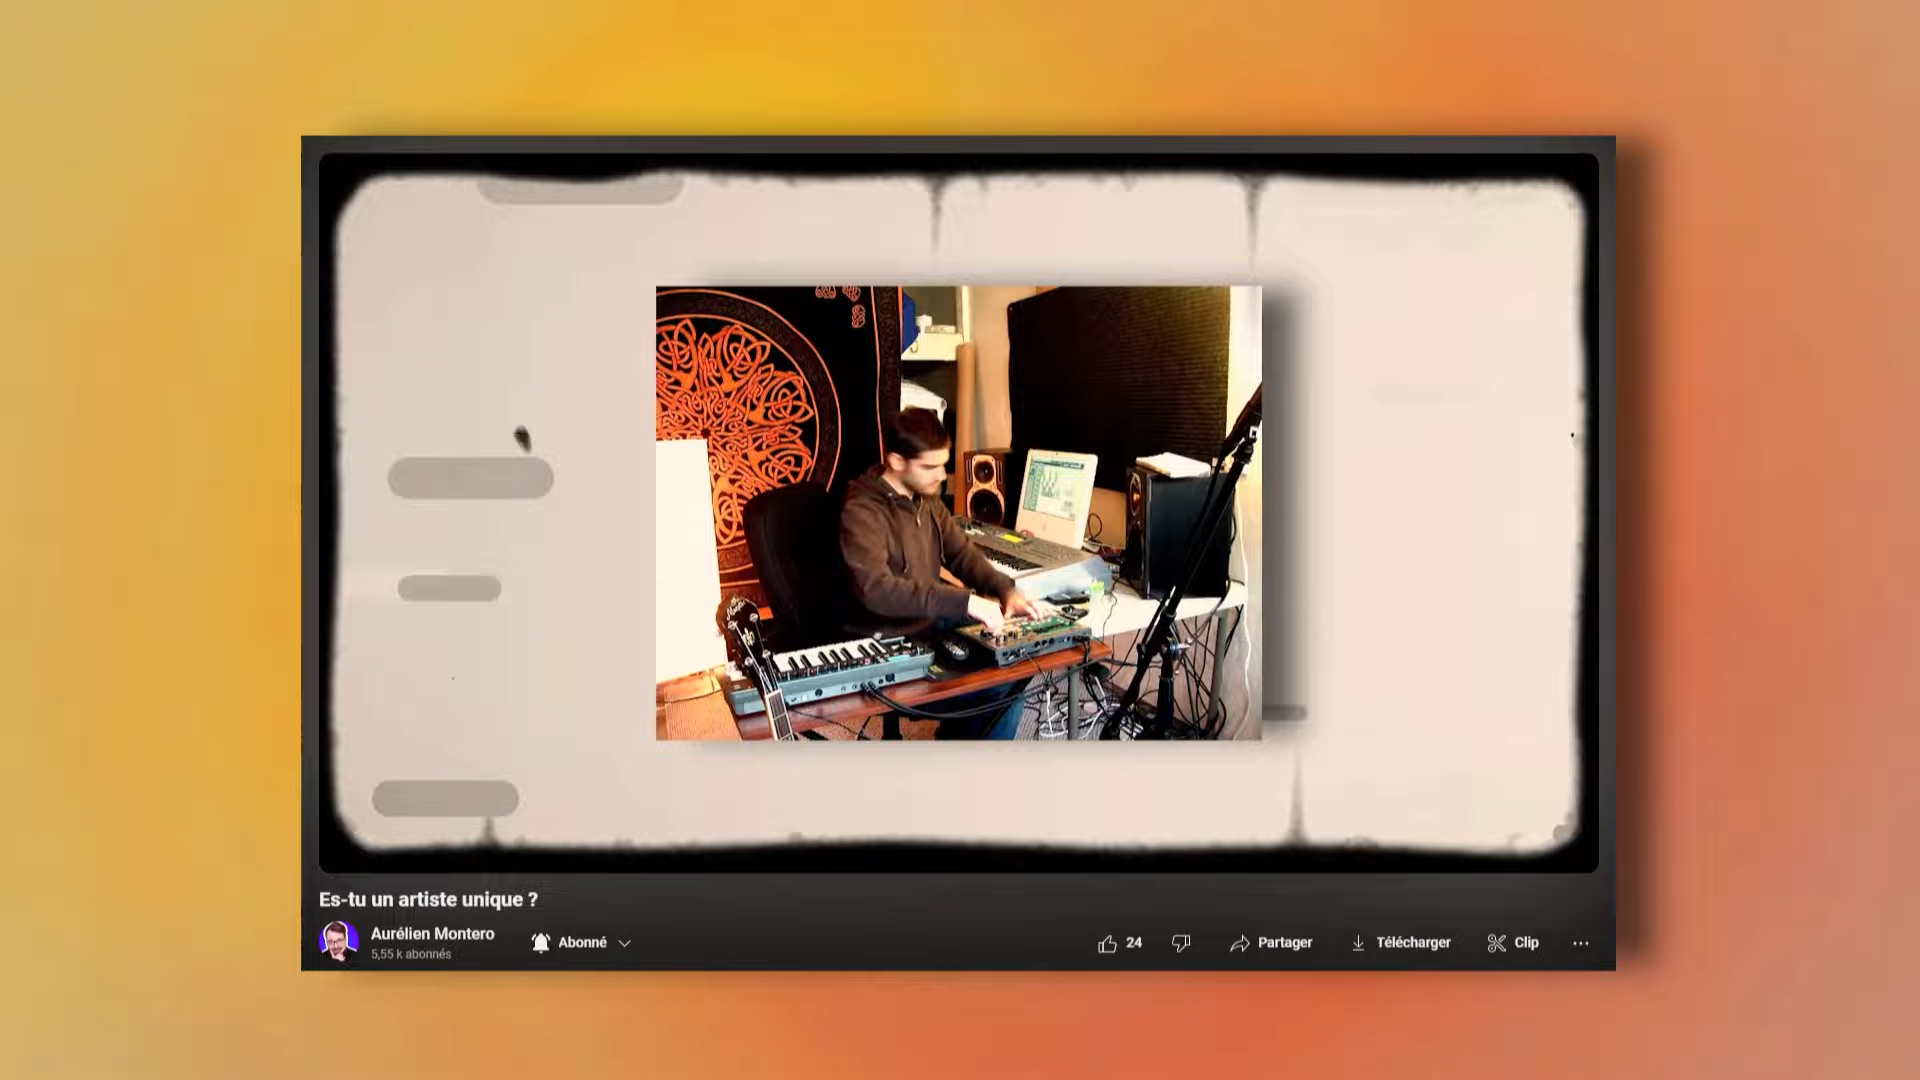 Es-tu un artiste unique ?
Aurélien Montero
5,55 k abonnés
Abonné
24
Partager
Télécharger
Clip